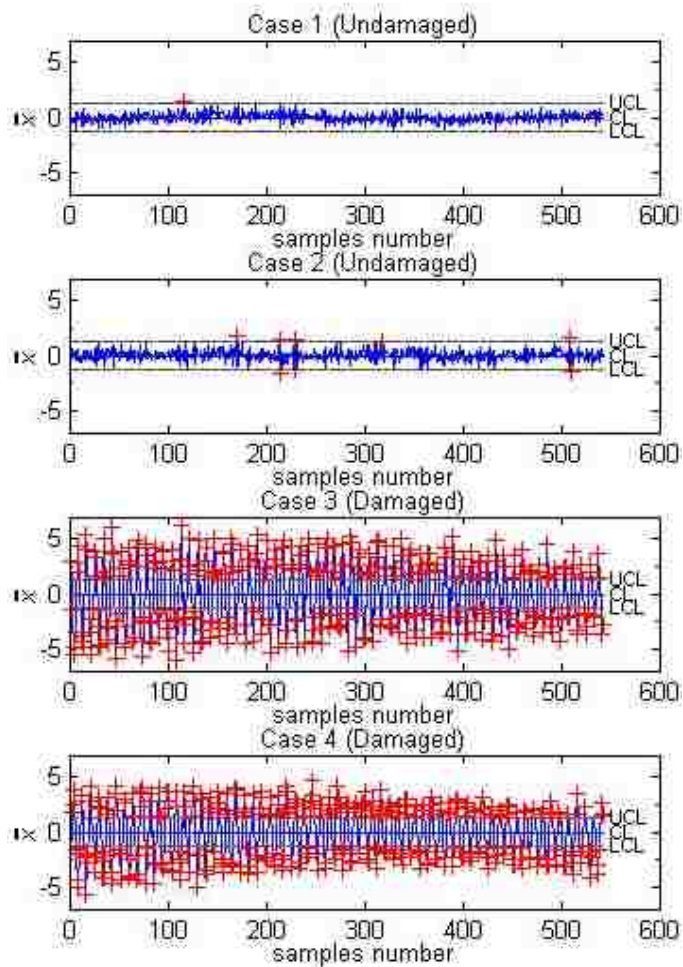 Case 1 (Undamaged)
5
UCL
x 0 CL
LCL
-5
0 100 200 300 400 500 600
samples number
Case 2 (Undamaged)
5
UCL
x 0 CL
LCL
-5
0 100 200 300 400 500 600
samples number
Case 3 (Damaged)
5
UCL
x 0 CL
LCL
-5
0 100 200 300 400 500 600
samples number
Case 4 (Damaged)
5
UCL
x 0 CL
LCL
-5
0 100 200 300 400 500 600
samples number